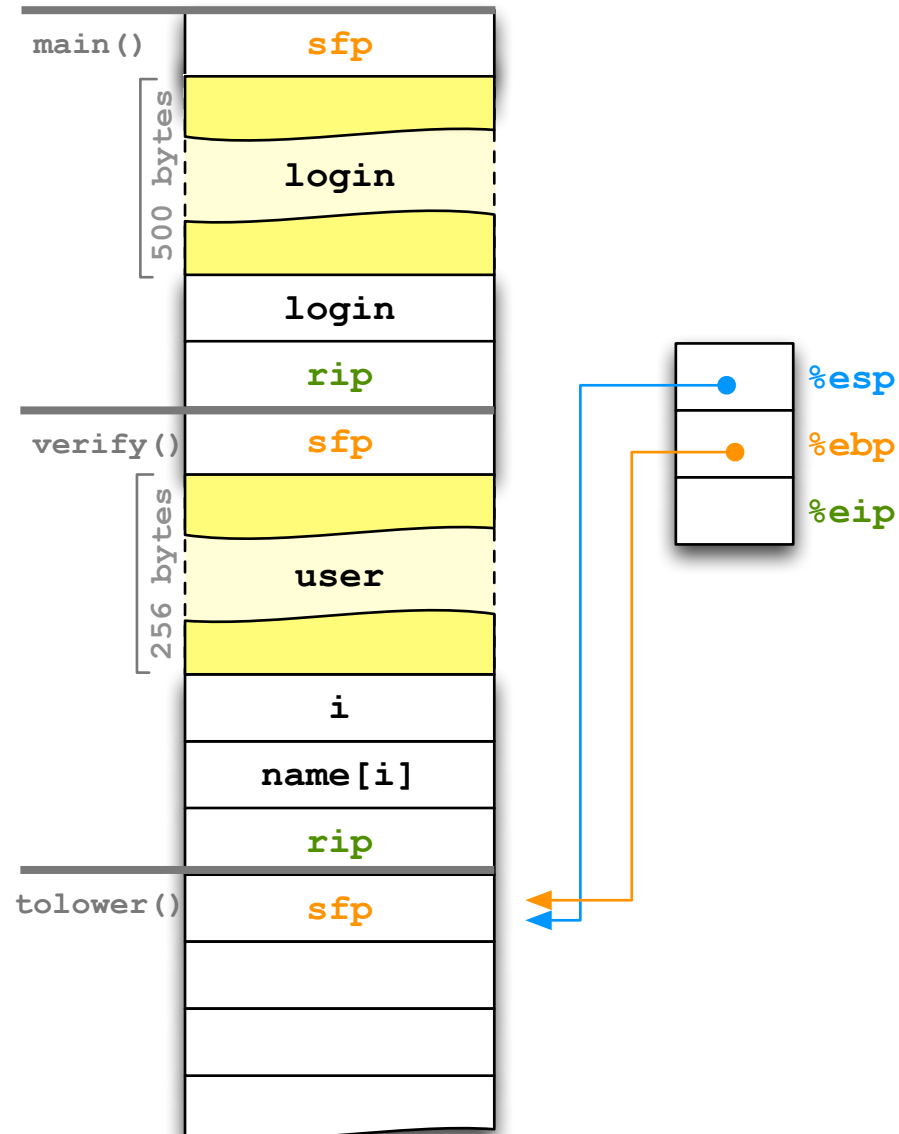 main()
sfp
500 bytes
login
login
rip
%esp
verify()
sfp
%ebp
%eip
256 bytes
user
i
name[i]
rip
tolower()
sfp